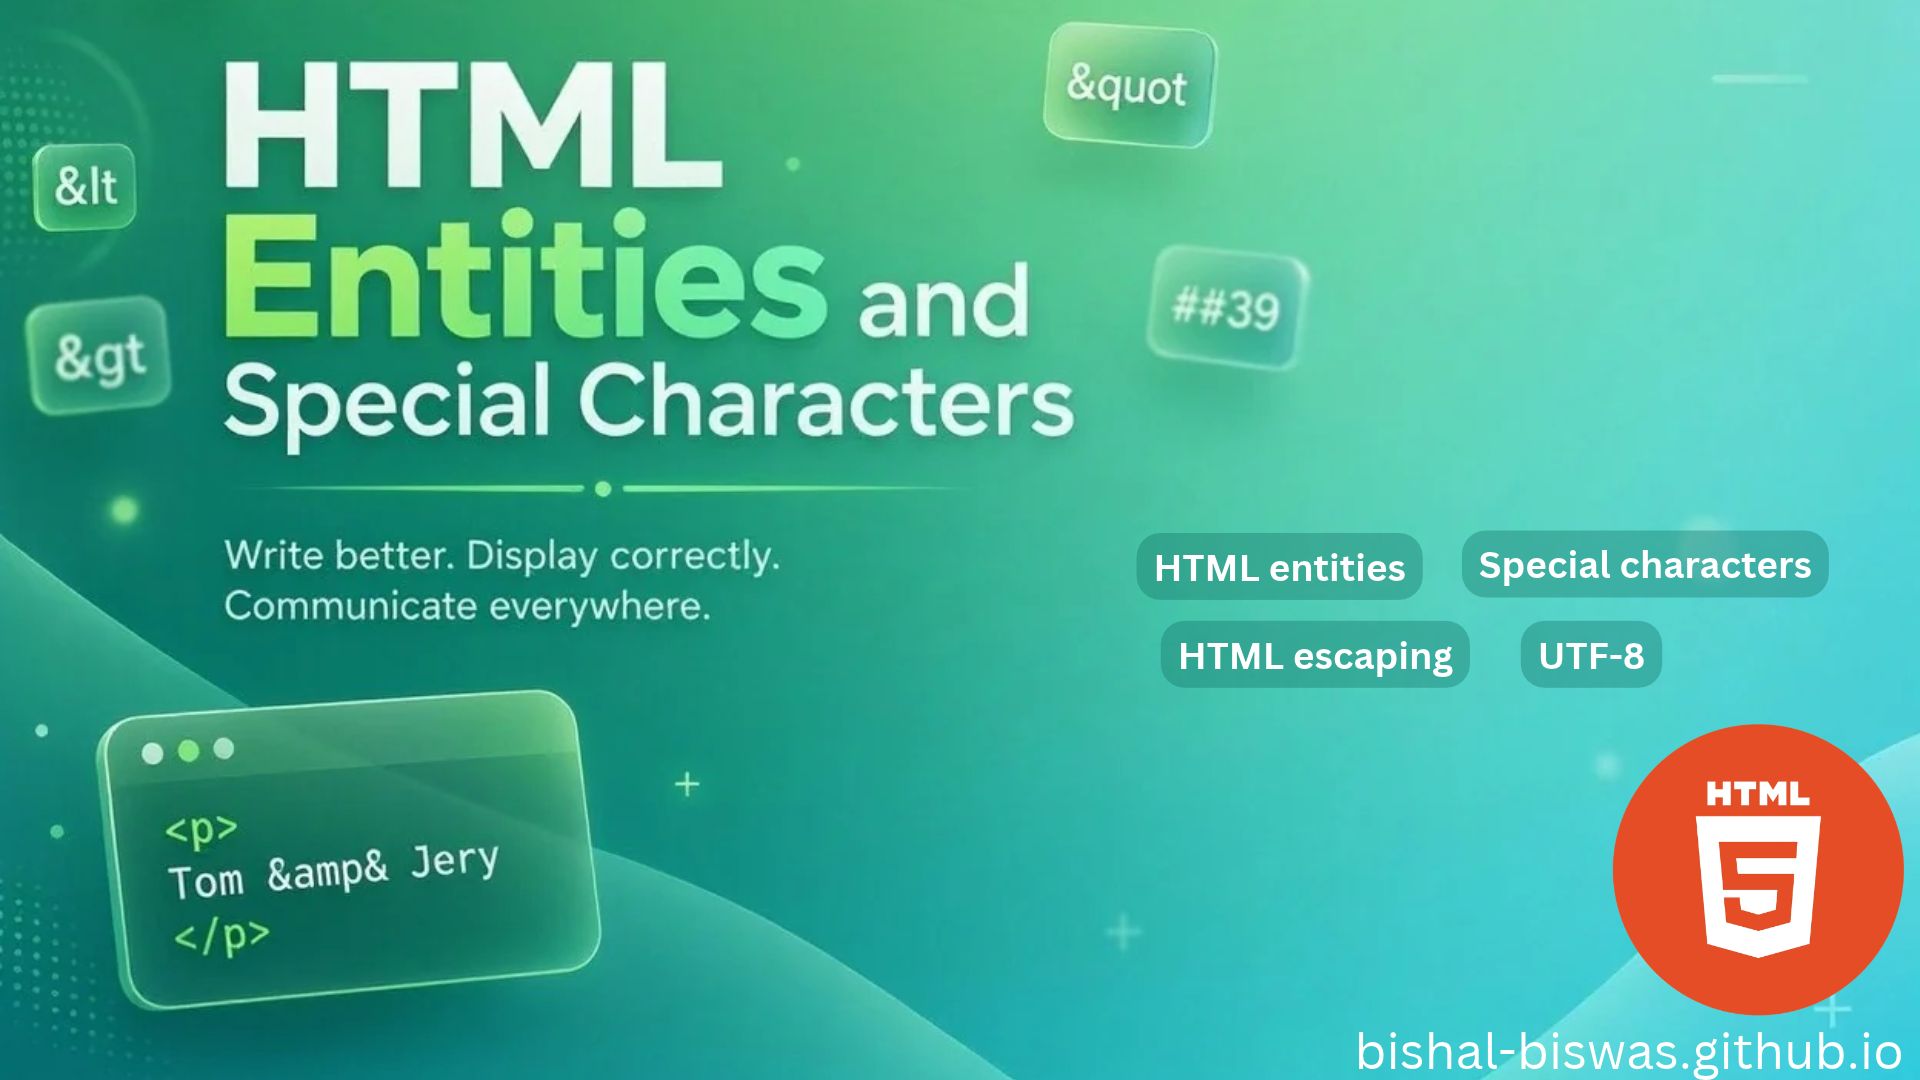 HTML
Entities and
Special Characters
&lt
&gt
&quot
##39
Write better. Display correctly.
Communicate everywhere.
HTML entities
Special characters
HTML escaping
UTF-8
<p>
Tom &amp& Jery
</p>
HTML
5
bishal-biswas.github.io